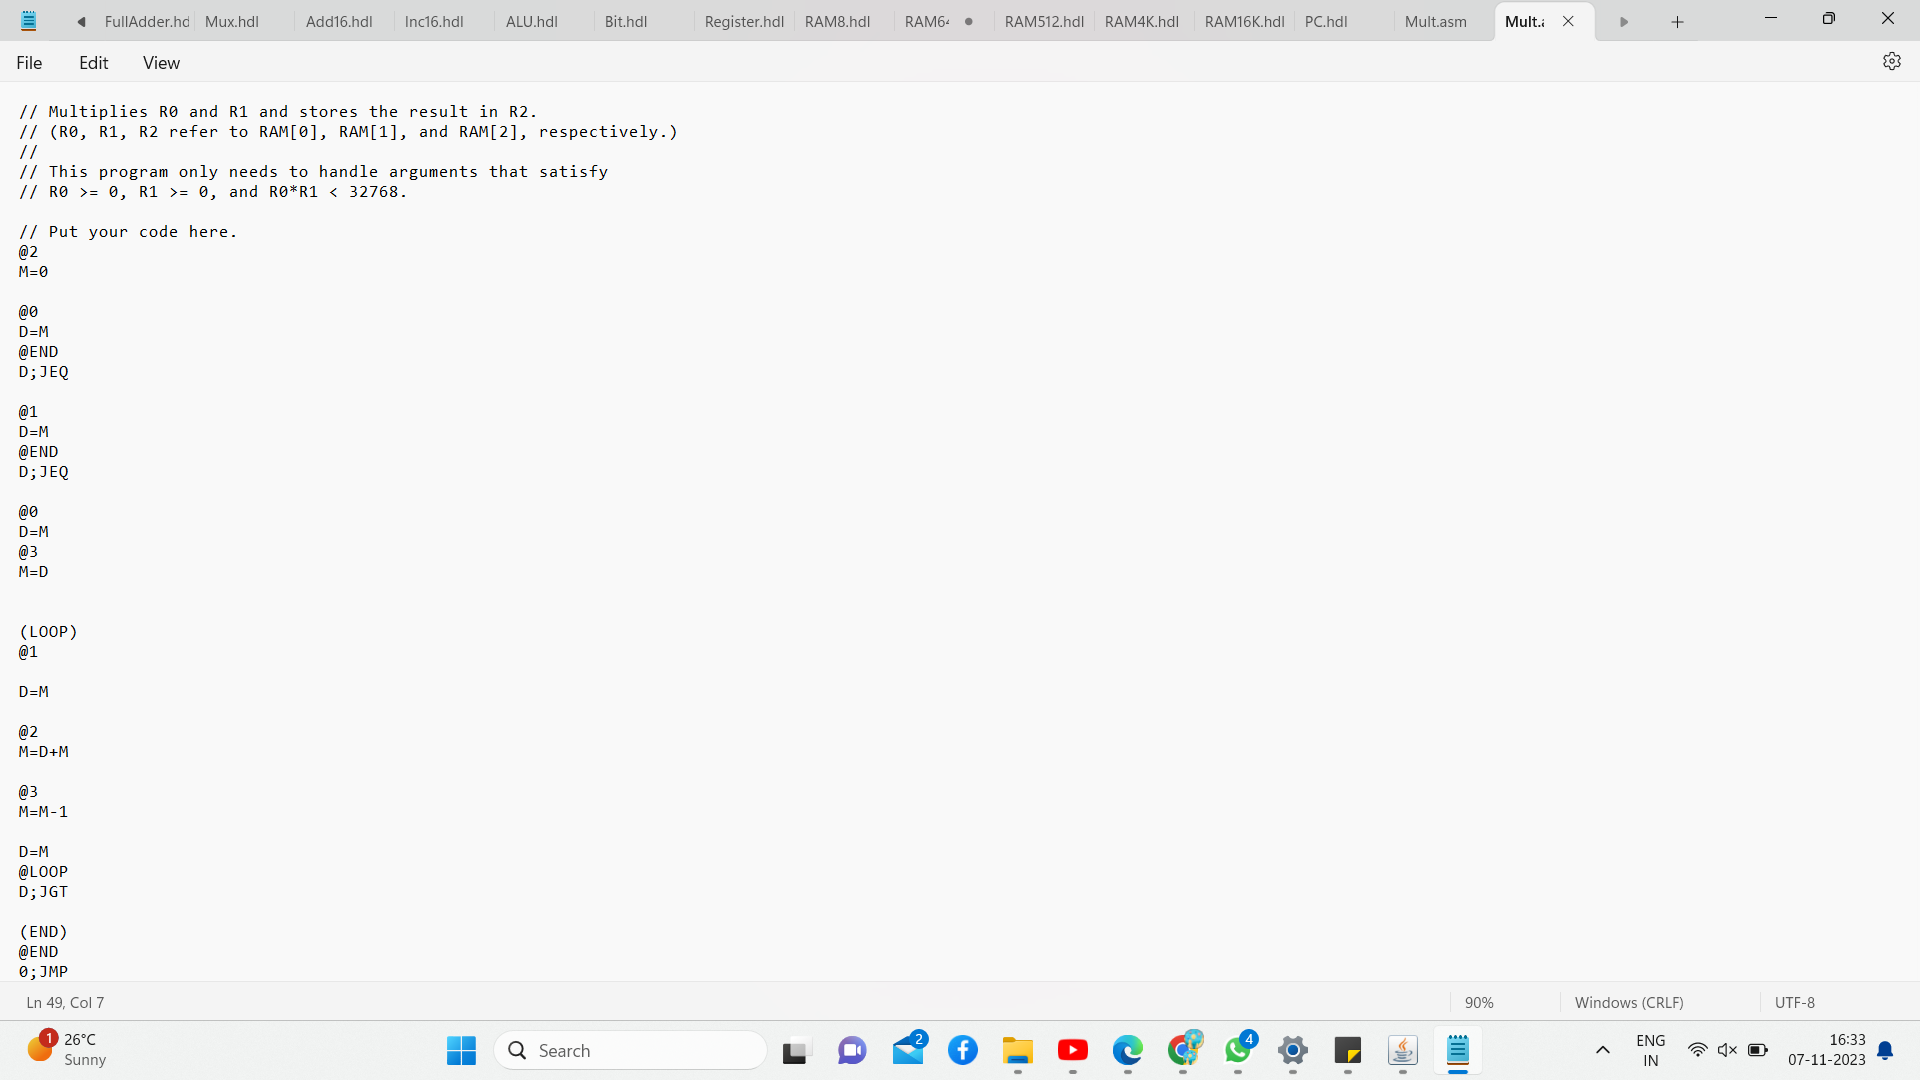 FullAdder.hd Mux.hdl Add16.hdl Inc16.hdl ALU.hdl Bit.hdl Register.hdl RAM8.hdl RAM64 RAM512.hdl RAM4K.hdl RAM16K.hdl PC.hdl Mult.asm Mult.a
File Edit View
// Multiplies R0 and R1 and stores the result in R2.
// (R0, R1, R2 refer to RAM[0], RAM[1], and RAM[2], respectively.)
//
// This program only needs to handle arguments that satisfy
// R0 >= 0, R1 >= 0, and R0*R1 < 32768.
// Put your code here.
@2
M=0
@0
D=M
@END
D;JEQ
@1
D=M
@END
D;JEQ
@0
D=M
@3
M=D
(LOOP)
@1
D=M
@2
M=D+M
@3
M=M-1
D=M
@LOOP
D;JGT
(END)
@END
0;JMP
Ln 49, Col 7 90% Windows (CRLF) UTF-8
1 26°C
Sunny
Search
2
4
ENG
IN
16:33
07-11-2023